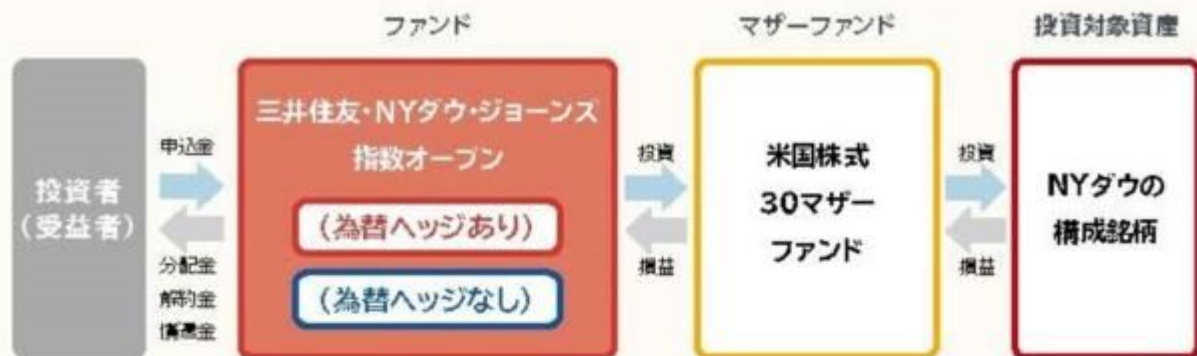 ファンド
マザーファンド
投資対象資産
投資者
(受益者)
申込金
分配金
解約金
償還金
三井住友・NYダウ・ジョーンズ
指数オープン
(為替ヘッジあり)
(為替ヘッジなし)
投資
損益
米国株式
30マザー
ファンド
投資
損益
NYダウの
構成銘柄